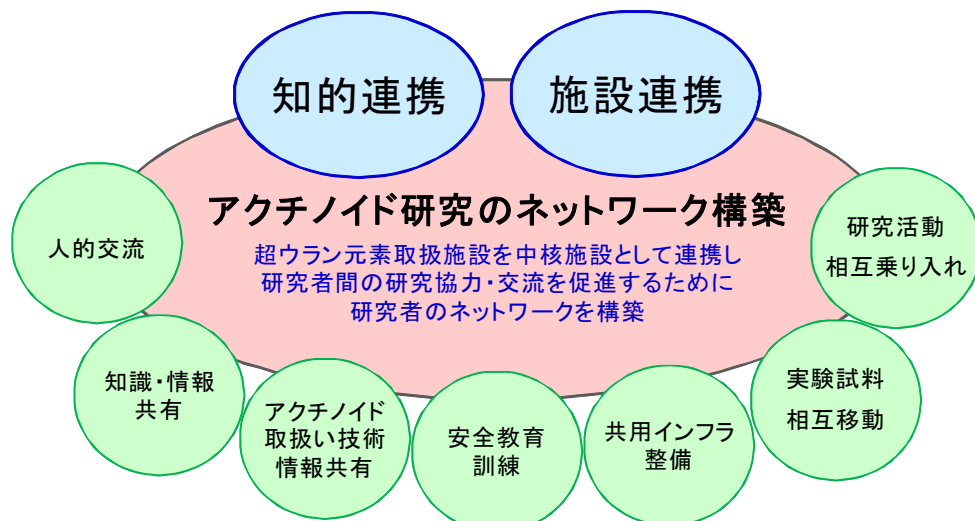 知的連携
施設連携
アクチノイド研究のネットワーク構築
超ウラン元素取扱施設を中核施設として連携し
研究者間の研究協力・交流を促進するために
研究者のネットワークを構築
人的交流
知識・情報
共有
アクチノイド
取扱い技術
情報共有
安全教育
訓練
共用インフラ
整備
実験試料
相互移動
研究活動
相互乗り入れ